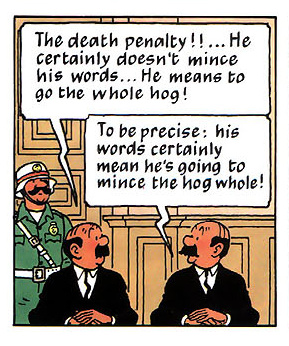 The death penalty!!...He
certainly doesn't mince
his words...He means to
go the whole hog!
To be precise: his
words certainly
mean he's going to
mince the hog whole!